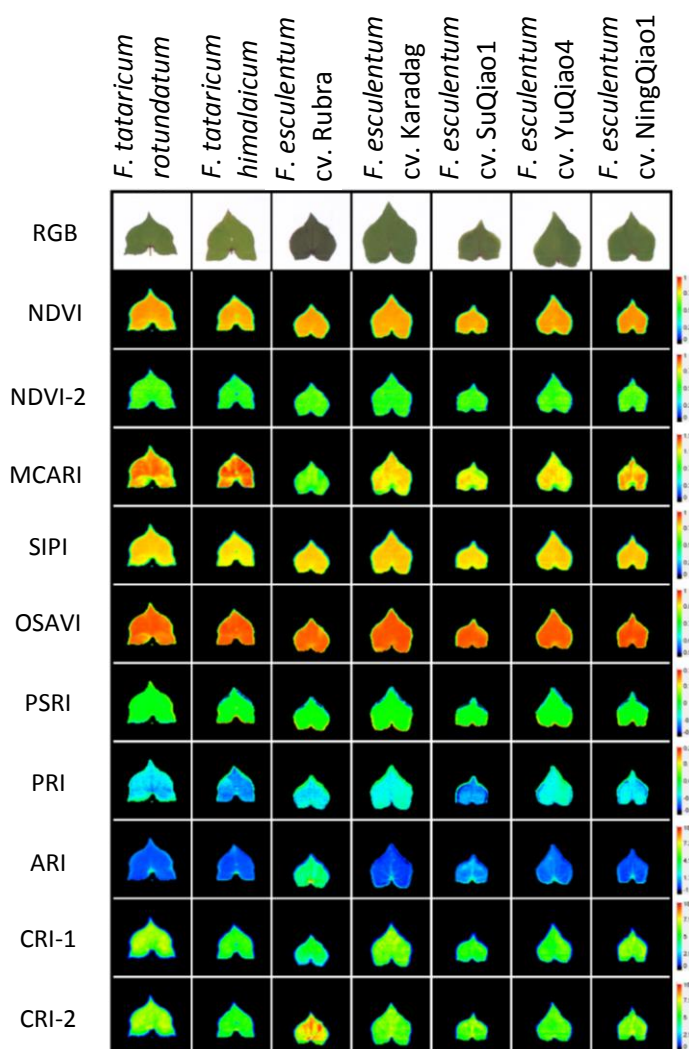 F. tataricum
rotundatum
F. tataricum
himalaicum
F. esculentum
cv. Rubra
F. esculentum
cv. Karadag
F. esculentum
cv. SuQiao1
F. esculentum
cv. YuQiao4
F. esculentum
cv. NingQiao1
RGB
NDVI
NDVI-2
MCARI
SIPI
OSAVI
PSRI
PRI
ARI
CRI-1
CRI-2